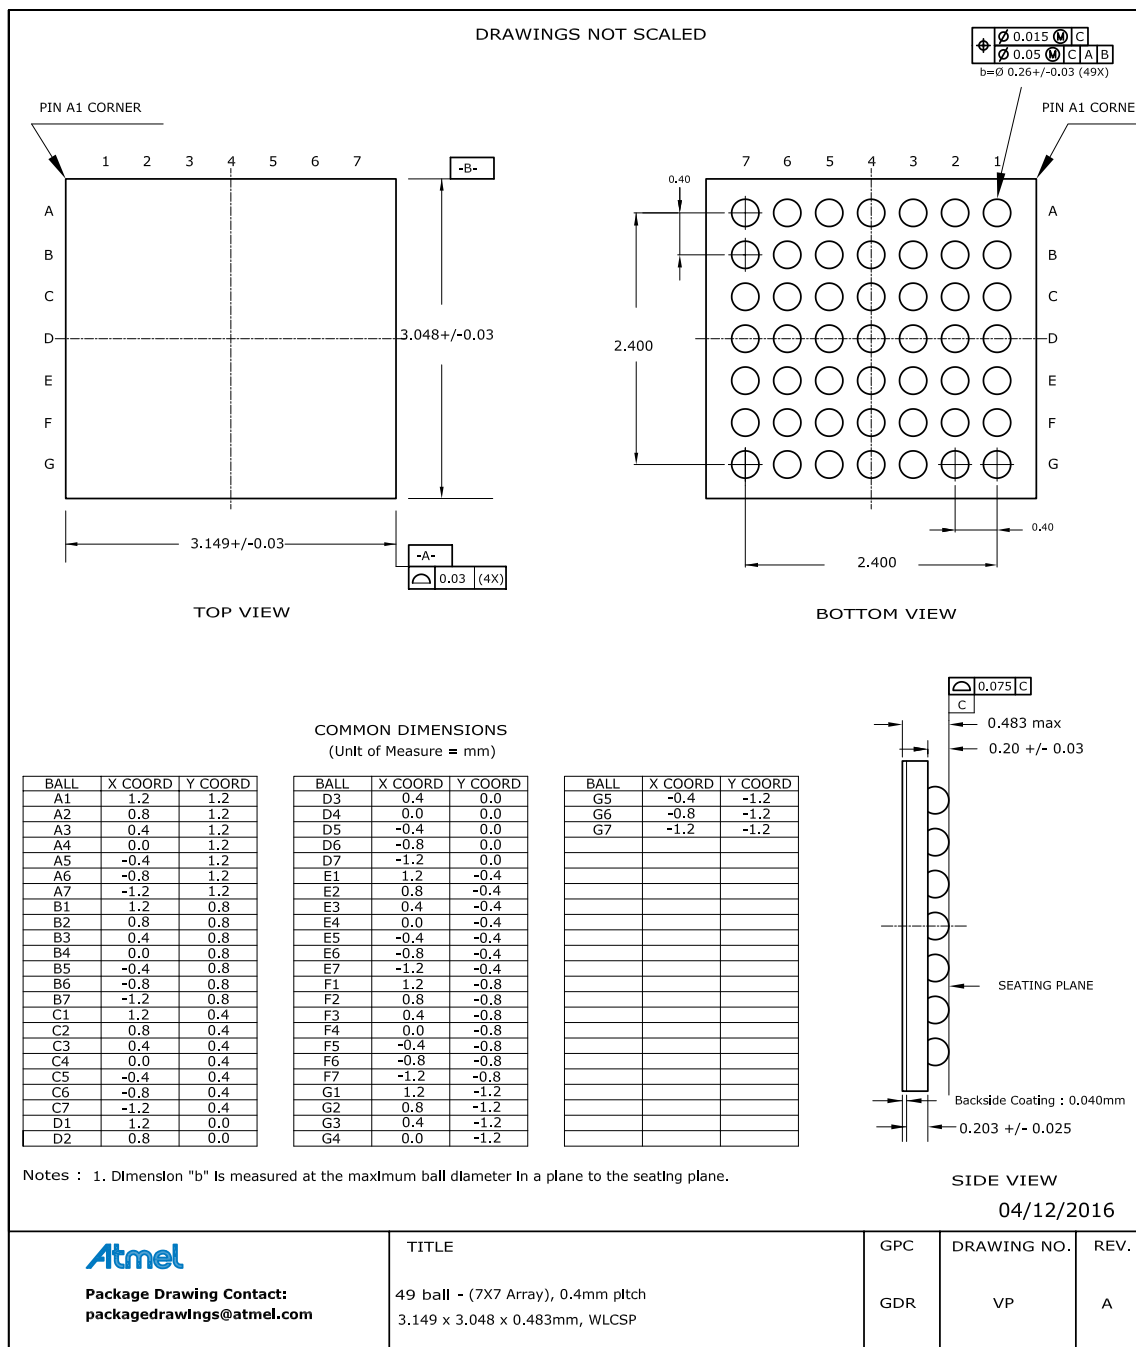 DRAWINGS NOT SCALED
Ø 0.015 Ⓜ C
Ø 0.05 Ⓜ C A B
b=Ø 0.26+/-0.03 (49X)
PIN A1 CORNER
PIN A1 CORNE
1 2 3 4 5 6 7
-B-
7 6 5 4 3 2 1
0.40
A
B
C
D
E
F
G
3.048+/-0.03
2.400
A
B
C
D
E
F
G
3.149+/-0.03
-A-
0.03 (4X)
0.40
2.400
TOP VIEW
BOTTOM VIEW
0.075 C
C
0.483 max
0.20 +/- 0.03
COMMON DIMENSIONS
(Unit of Measure = mm)
BALL X COORD Y COORD
A1 1.2 1.2
A2 0.8 1.2
A3 0.4 1.2
A4 0.0 1.2
A5 -0.4 1.2
A6 -0.8 1.2
A7 -1.2 1.2
B1 1.2 0.8
B2 0.8 0.8
B3 0.4 0.8
B4 0.0 0.8
B5 -0.4 0.8
B6 -0.8 0.8
B7 -1.2 0.8
C1 1.2 0.4
C2 0.8 0.4
C3 0.4 0.4
C4 0.0 0.4
C5 -0.4 0.4
C6 -0.8 0.4
C7 -1.2 0.4
D1 1.2 0.0
D2 0.8 0.0
BALL X COORD Y COORD
D3 0.4 0.0
D4 0.0 0.0
D5 -0.4 0.0
D6 -0.8 0.0
D7 -1.2 0.0
E1 1.2 -0.4
E2 0.8 -0.4
E3 0.4 -0.4
E4 0.0 -0.4
E5 -0.4 -0.4
E6 -0.8 -0.4
E7 -1.2 -0.4
F1 1.2 -0.8
F2 0.8 -0.8
F3 0.4 -0.8
F4 0.0 -0.8
F5 -0.4 -0.8
F6 -0.8 -0.8
F7 -1.2 -0.8
G1 1.2 -1.2
G2 0.8 -1.2
G3 0.4 -1.2
G4 0.0 -1.2
BALL X COORD Y COORD
G5 -0.4 -1.2
G6 -0.8 -1.2
G7 -1.2 -1.2
SEATING PLANE
Backside Coating : 0.040mm
0.203 +/- 0.025
Notes : 1. Dimension "b" is measured at the maximum ball diameter in a plane to the seating plane.
SIDE VIEW
04/12/2016
Atmel
Package Drawing Contact:
packagedrawings@atmel.com
TITLE
49 ball - (7X7 Array), 0.4mm pitch
3.149 x 3.048 x 0.483mm, WLCSP
GPC
GDR
DRAWING NO.
VP
REV.
A